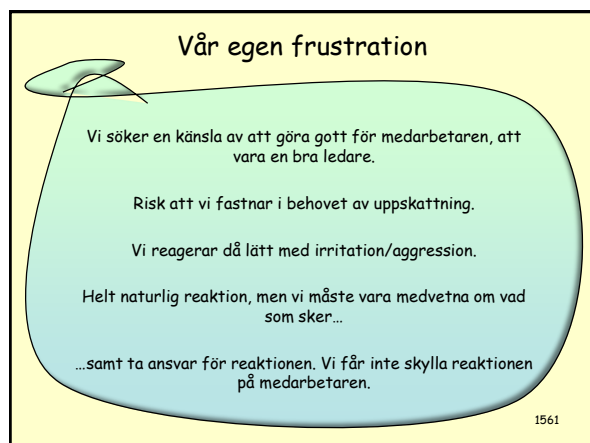 Vår egen frustration
Vi söker en känsla av att göra gott för medarbetaren, att
vara en bra ledare.
Risk att vi fastnar i behovet av uppskattning.
Vi reagerar då lätt med irritation/aggression.
Helt naturlig reaktion, men vi måste vara medvetna om vad
som sker…
…samt ta ansvar för reaktionen. Vi får inte skylla reaktionen
på medarbetaren.
1561